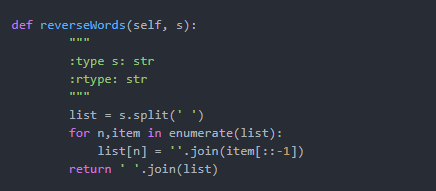 def reverseWords(self, s):
        """
        :type s: str
        :rtype: str
        """
        list = s.split(' ')
        for n,item in enumerate(list):
            list[n] = ''.join(item[::-1])
        return ' '.join(list)